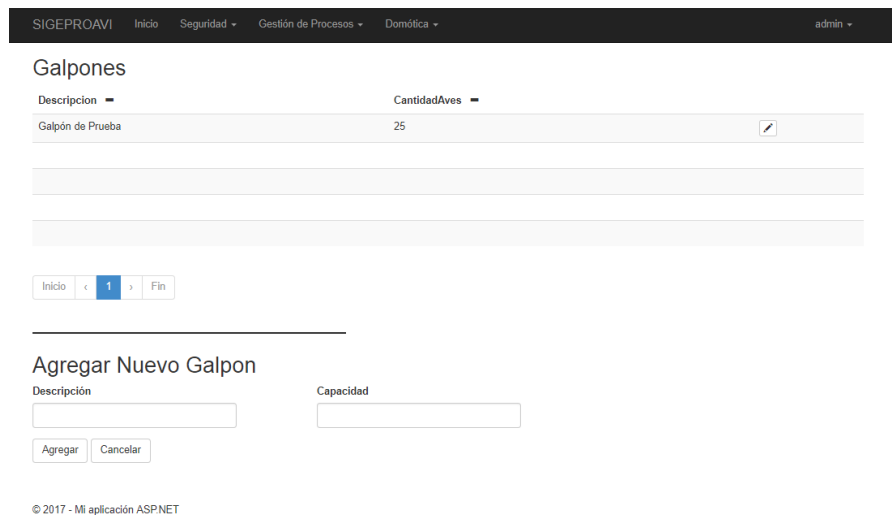 SIGEPROAVI Inicio Seguridad Gestión de Procesos Domótica admin
Galpones
Descripcion CantidadAves
Galpón de Prueba 25
Inicio ‹ 1 › Fin
Agregar Nuevo Galpon
Descripción Capacidad
Agregar Cancelar
© 2017 - Mi aplicación ASP.NET